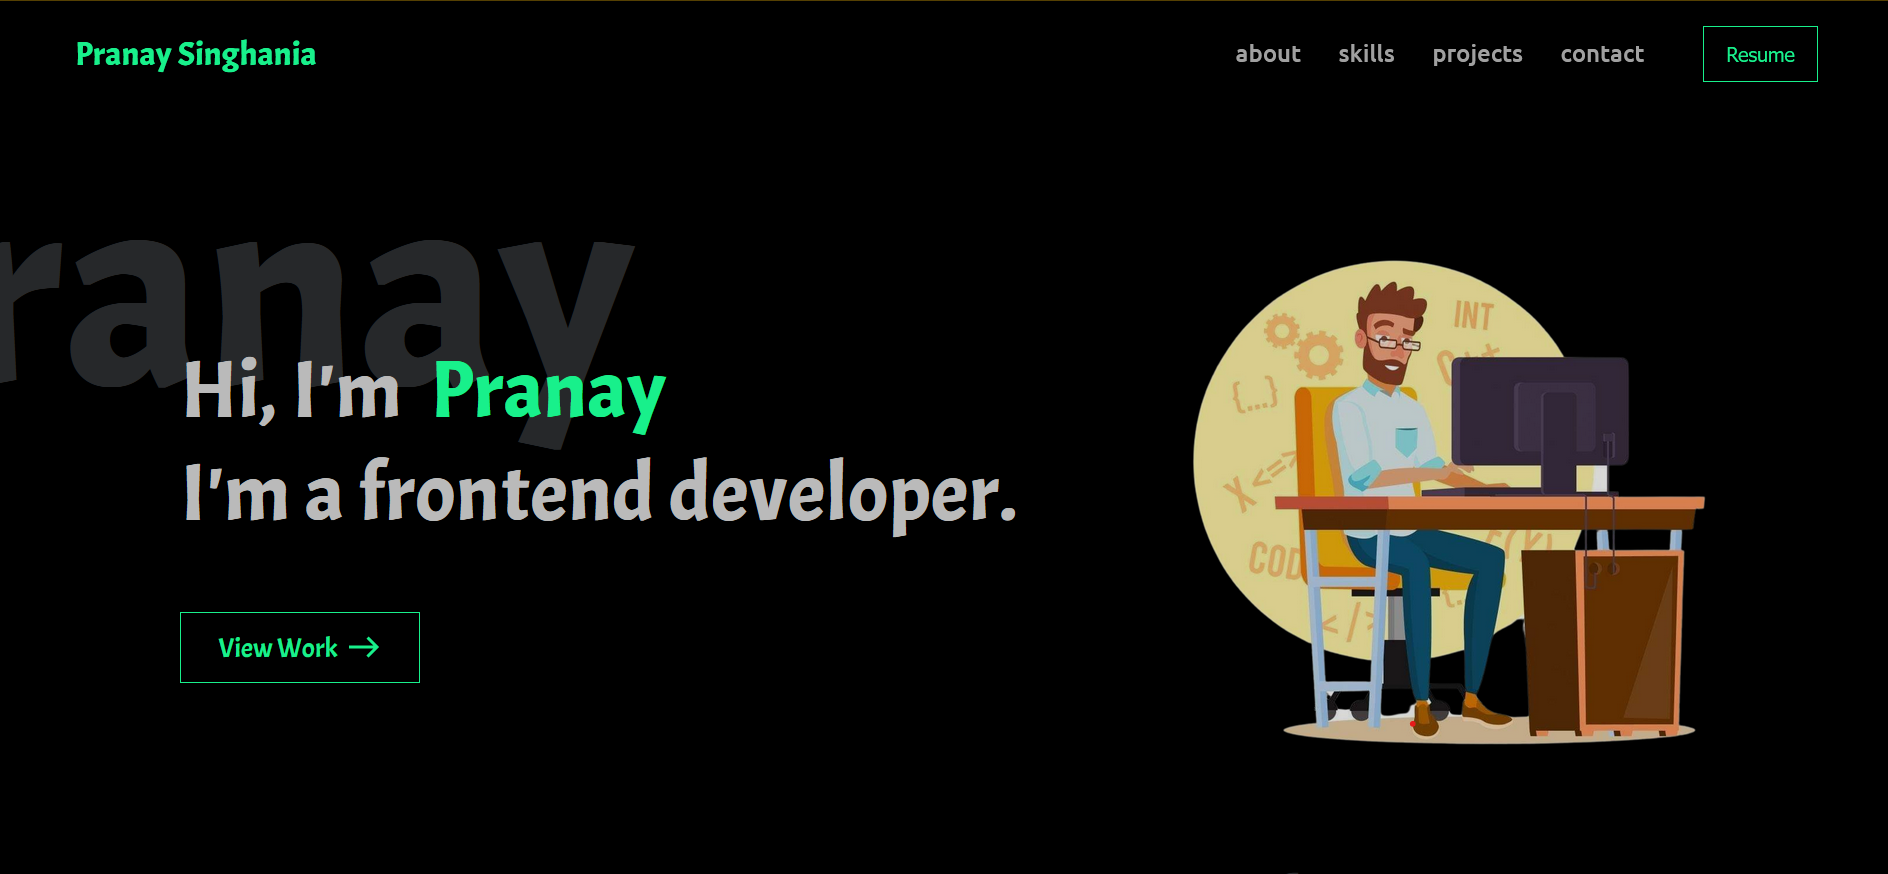 Pranay Singhania
about skills projects contact Resume
ranay
Hi, I'm Pranay
I'm a frontend developer.
View Work →
INT
{...}
X <=>
COD
</>